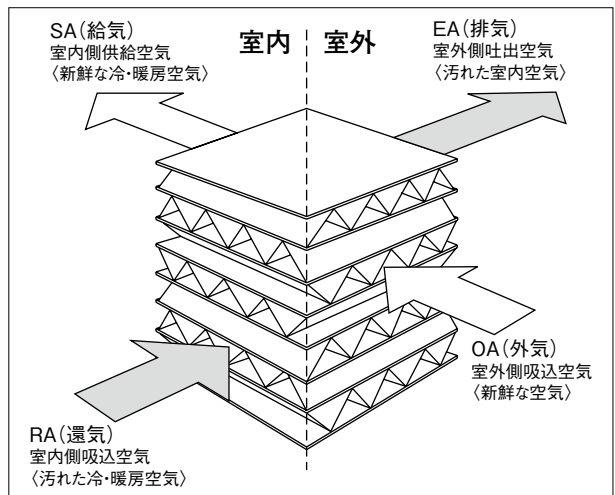 SA(給気)
室内側供給空気
〈新鮮な冷・暖房空気〉
室内
室外
EA(排気)
室外側吐出空気
〈汚れた室内空気〉
OA(外気)
室外側吸込空気
〈新鮮な空気〉
RA(還気)
室内側吸込空気
〈汚れた冷・暖房空気〉